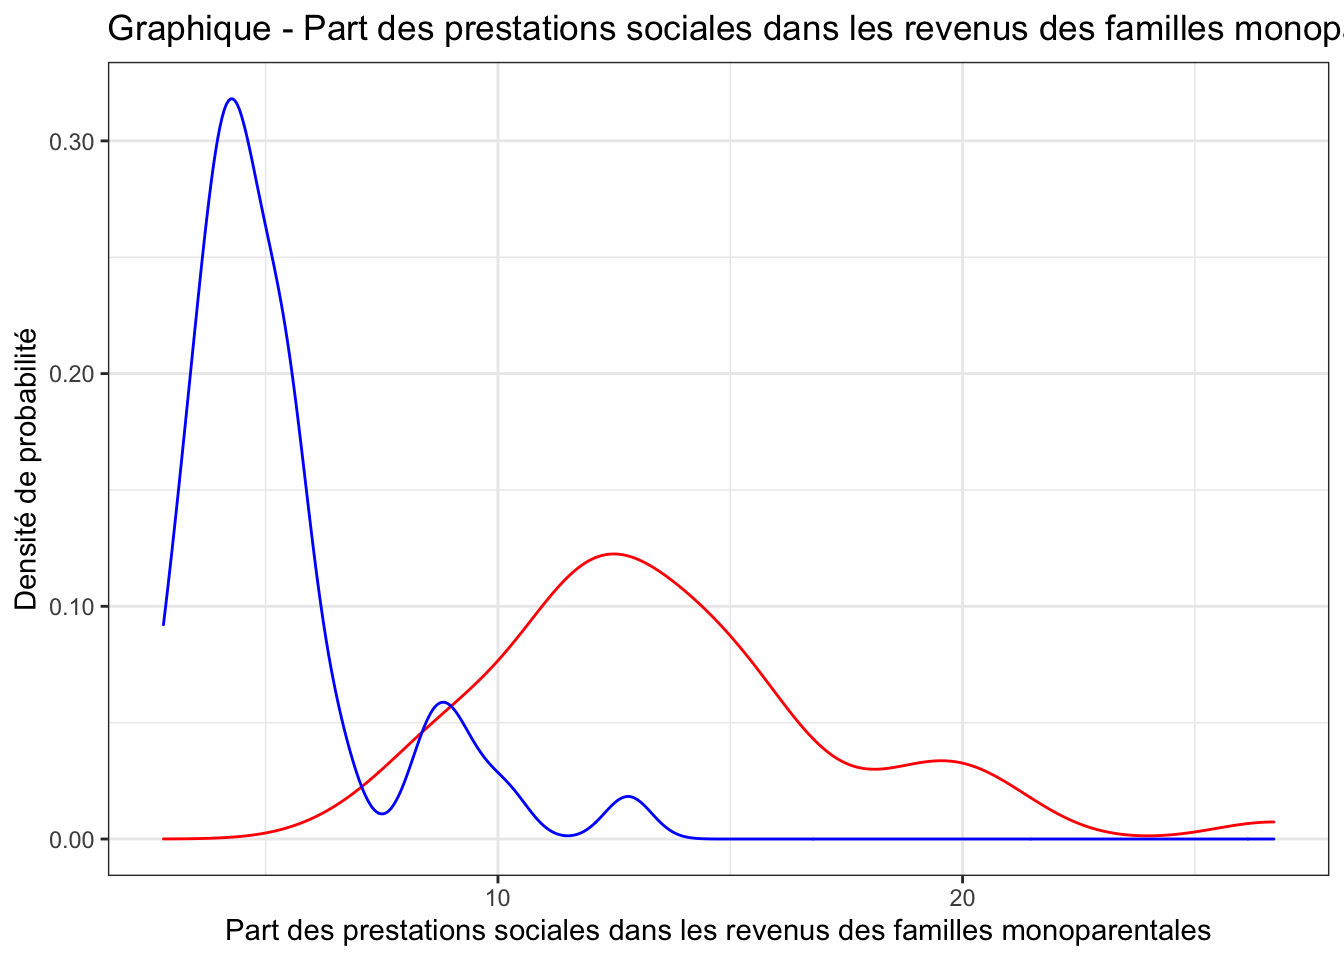 Graphique - Part des prestations sociales dans les revenus des familles monop
0.30
0.20
0.10
0.00
Densité de probabilité
10
20
Part des prestations sociales dans les revenus des familles monoparentales